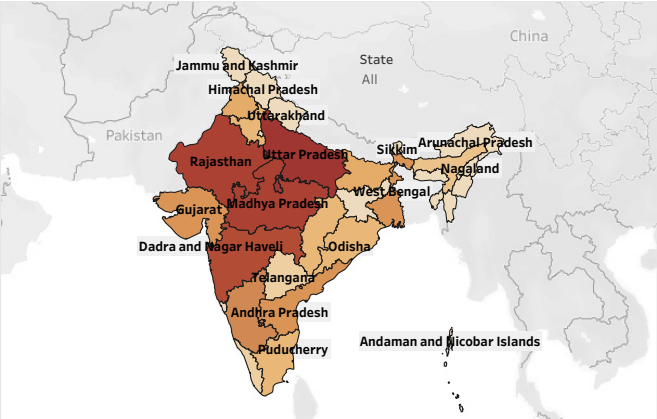 China
State
All
Jammu and Kashmir
Himachal Pradesh
Uttarakhand
Pakistan
Sikkim
Arunachal Pradesh
Rajasthan
Uttar Pradesh
Nagaland
West Bengal
Gujarat
Madhya Pradesh
Dadra and Nagar Haveli
Odisha
Telangana
Andhra Pradesh
Puducherry
Andaman and Nicobar Islands